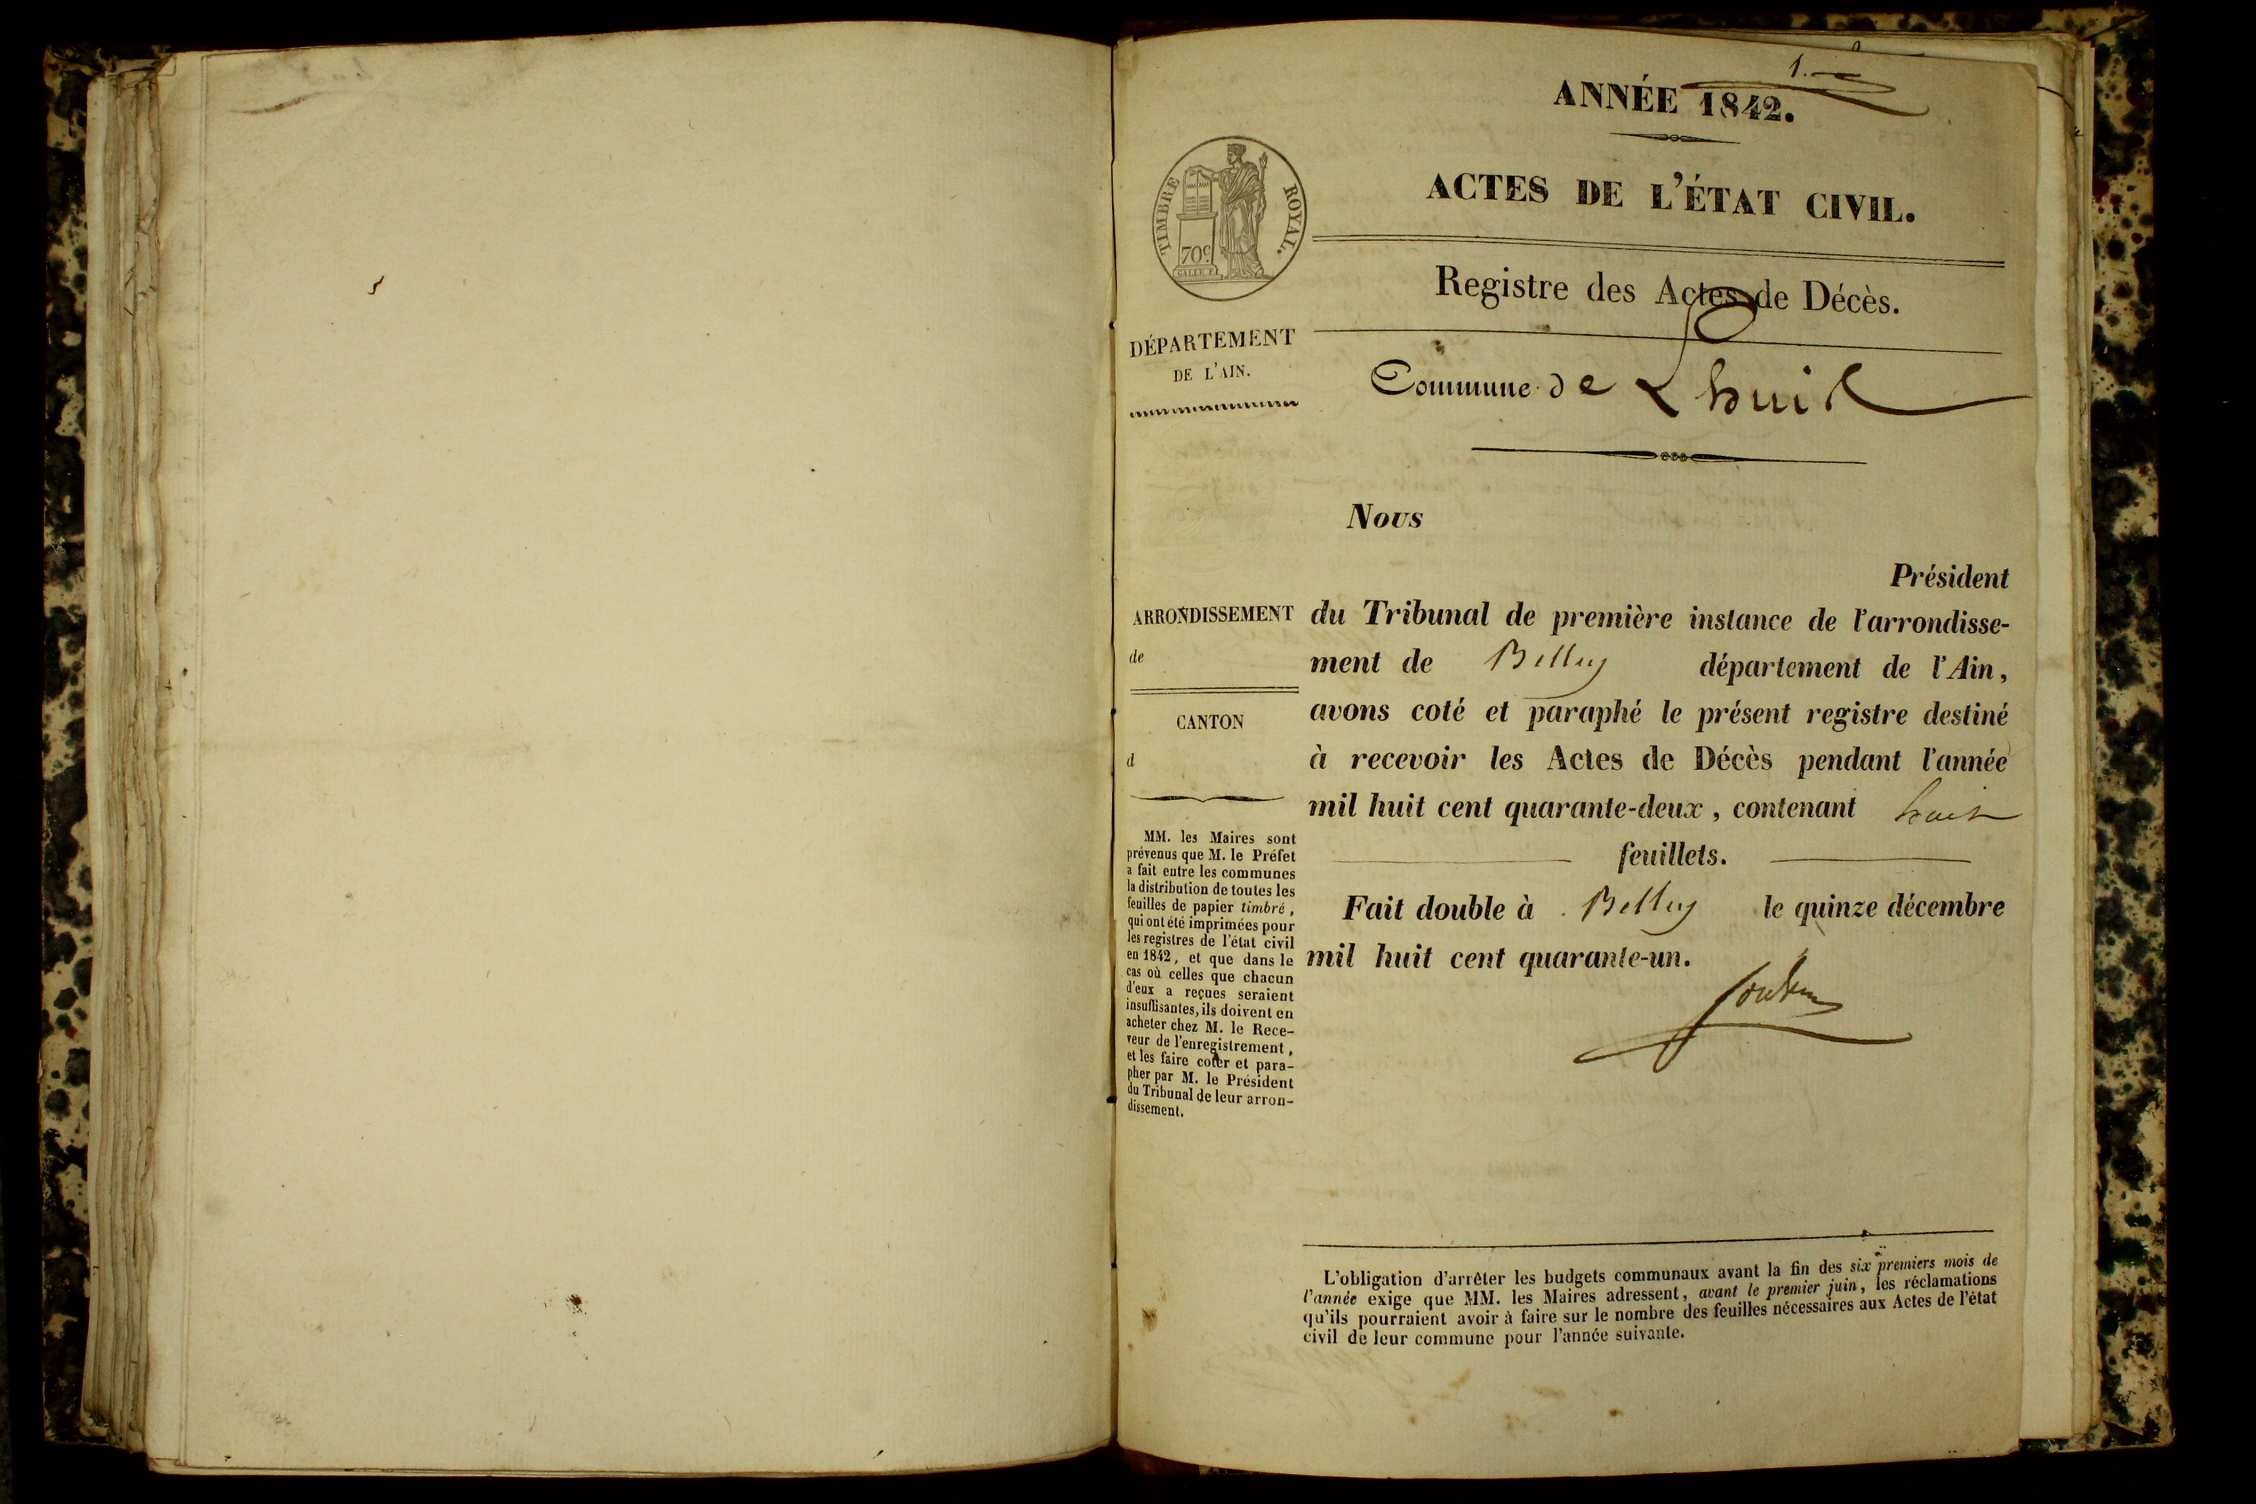 1.
ANNÉE 1842.
ACTES DE L'ÉTAT CIVIL.
TIMBRE ROYAL.
70c
Registre des Actes de Décès.
DÉPARTEMENT
DE L'AIN.
Commune de Lhuis
Nous
Président
ARRONDISSEMENT
de
CANTON
d
du Tribunal de première instance de l'arrondisse-
ment de Belley département de l'Ain,
avons coté et paraphé le présent registre destiné
à recevoir les Actes de Décès pendant l'année
mil huit cent quarante-deux, contenant huit
feuillets.
Fait double à Belley le quinze décembre
mil huit cent quarante-un.
MM. les Maires sont
prévenus que M. le Préfet
a fait entre les communes
la distribution de toutes les
feuilles de papier timbré,
qui ont été imprimées pour
les registres de l'état civil
en 1842, et que dans le
cas où celles que chacun
d'eux a reçues seraient
insuffisantes, ils doivent en
acheter chez M. le Rece-
veur de l'enregistrement,
et les faire coter et para-
pher par M. le Président
du Tribunal de leur arron-
dissement.
L'obligation d'arrêter les budgets communaux avant la fin des six premiers mois de
l'année exige que MM. les Maires adressent, avant le premier juin, les réclamations
qu'ils pourraient avoir à faire sur le nombre des feuilles nécessaires aux Actes de l'état
civil de leur commune pour l'année suivante.